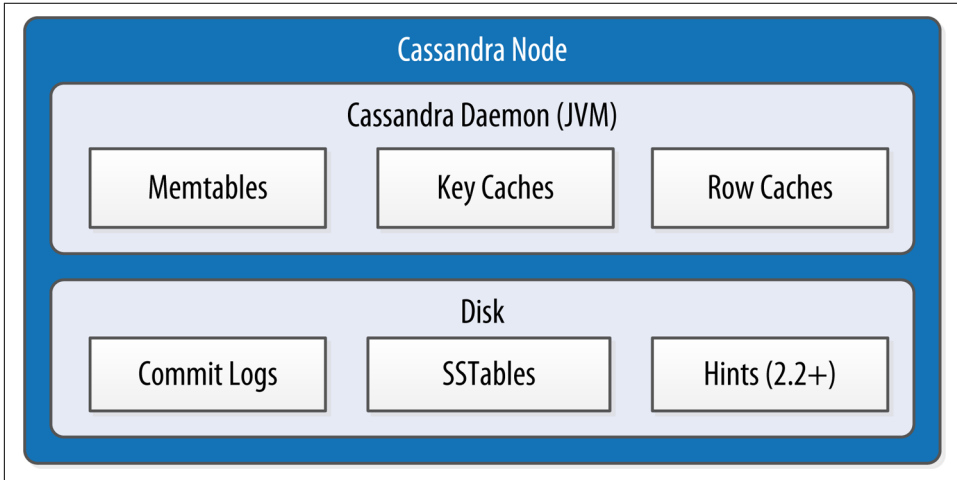 Cassandra Node
Cassandra Daemon (JVM)
Memtables
Key Caches
Row Caches
Disk
Commit Logs
SSTables
Hints (2.2+)